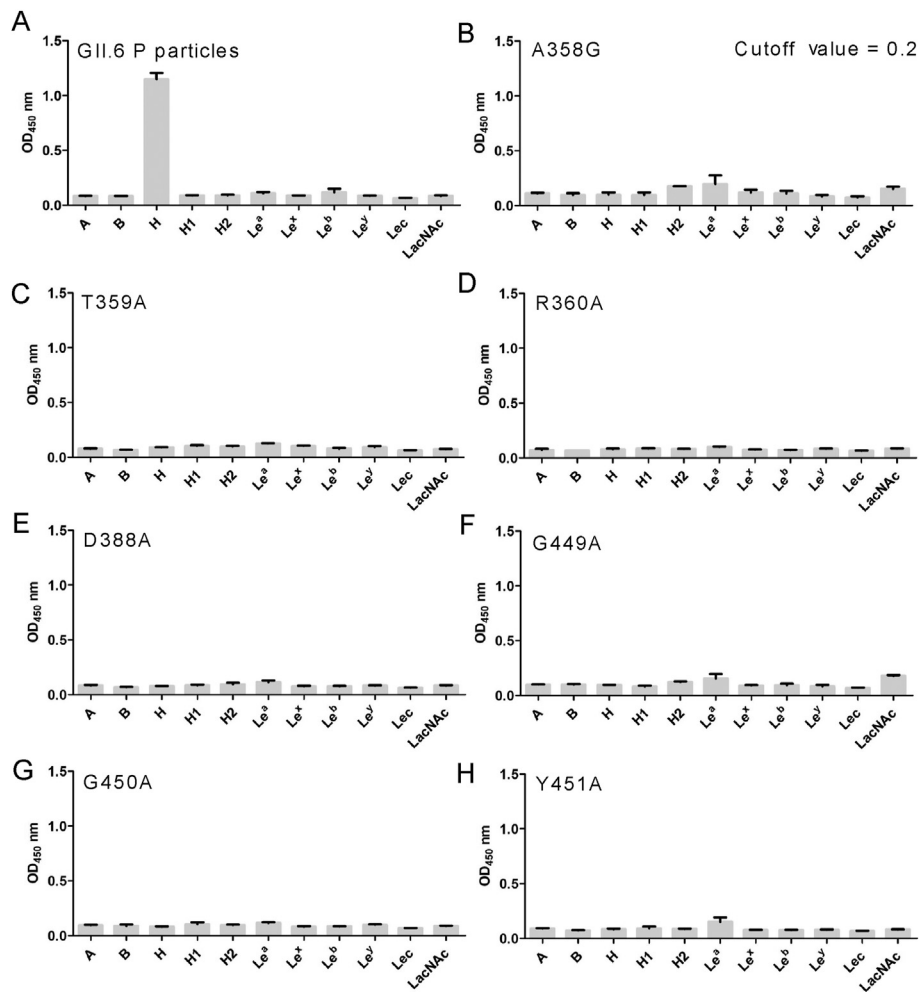 A
GII.6 P particles
OD450 nm
1.5
1.0
0.5
0.0
A B H H1 H2 Leᵃ Leˣ Leᵇ Leʸ Lec LacNAc
B
A358G
Cutoff value = 0.2
OD450 nm
1.5
1.0
0.5
0.0
A B H H1 H2 Leᵃ Leˣ Leᵇ Leʸ Lec LacNAc
C
T359A
OD450 nm
1.5
1.0
0.5
0.0
A B H H1 H2 Leᵃ Leˣ Leᵇ Leʸ Lec LacNAc
D
R360A
OD450 nm
1.5
1.0
0.5
0.0
A B H H1 H2 Leᵃ Leˣ Leᵇ Leʸ Lec LacNAc
E
D388A
OD450 nm
1.5
1.0
0.5
0.0
A B H H1 H2 Leᵃ Leˣ Leᵇ Leʸ Lec LacNAc
F
G449A
OD450 nm
1.5
1.0
0.5
0.0
A B H H1 H2 Leᵃ Leˣ Leᵇ Leʸ Lec LacNAc
G
G450A
OD450 nm
1.5
1.0
0.5
0.0
A B H H1 H2 Leᵃ Leˣ Leᵇ Leʸ Lec LacNAc
H
Y451A
OD450 nm
1.5
1.0
0.5
0.0
A B H H1 H2 Leᵃ Leˣ Leᵇ Leʸ Lec LacNAc